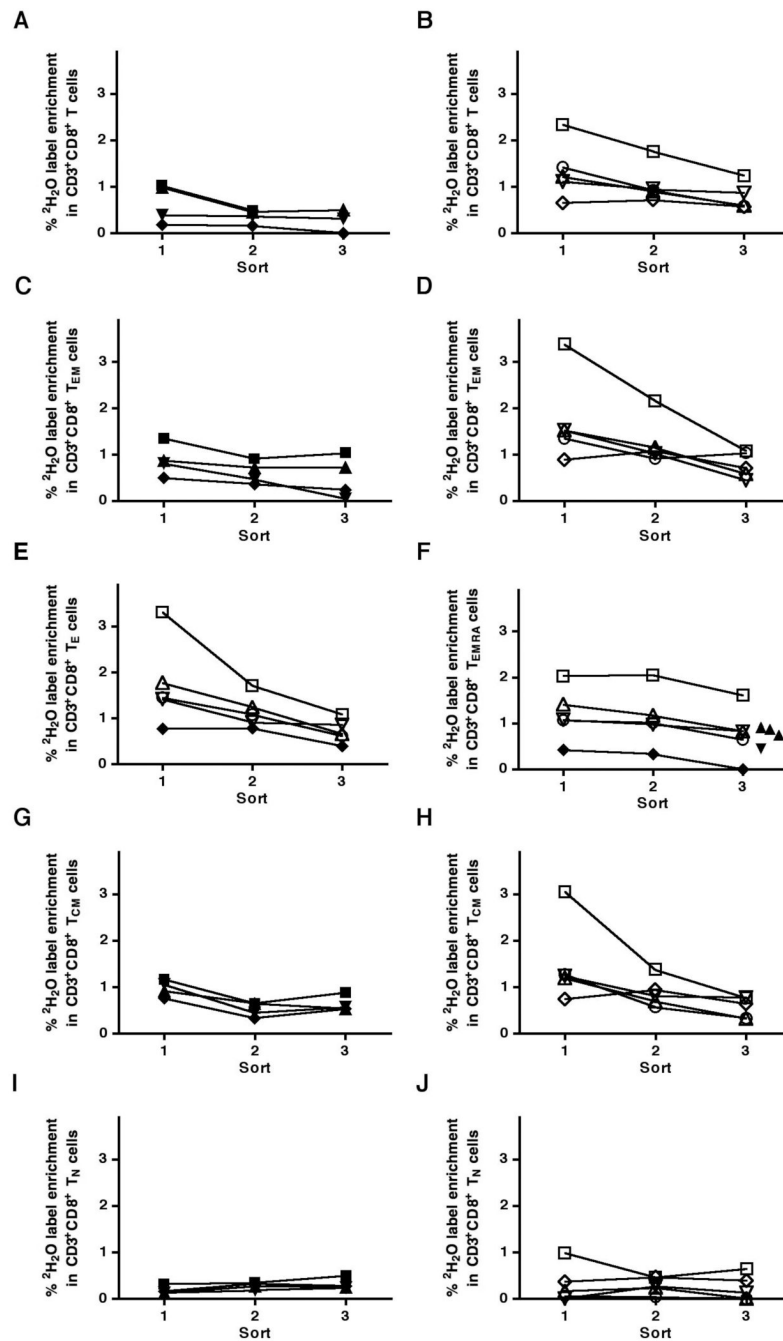 A
% ²H₂O label enrichment
in CD3⁺CD8⁺ T cells
3
2
1
0
1 2 3
Sort
B
% ²H₂O label enrichment
in CD3⁺CD8⁺ T cells
3
2
1
0
1 2 3
Sort
C
% ²H₂O label enrichment
in CD3⁺CD8⁺ T_EM cells
3
2
1
0
1 2 3
Sort
D
% ²H₂O label enrichment
in CD3⁺CD8⁺ T_EM cells
3
2
1
0
1 2 3
Sort
E
% ²H₂O label enrichment
in CD3⁺CD8⁺ T_E cells
3
2
1
0
1 2 3
Sort
F
% ²H₂O label enrichment
in CD3⁺CD8⁺ T_EMRA cells
3
2
1
0
1 2 3
Sort
G
% ²H₂O label enrichment
in CD3⁺CD8⁺ T_CM cells
3
2
1
0
1 2 3
Sort
H
% ²H₂O label enrichment
in CD3⁺CD8⁺ T_CM cells
3
2
1
0
1 2 3
Sort
I
% ²H₂O label enrichment
in CD3⁺CD8⁺ T_N cells
3
2
1
0
1 2 3
Sort
J
% ²H₂O label enrichment
in CD3⁺CD8⁺ T_N cells
3
2
1
0
1 2 3
Sort